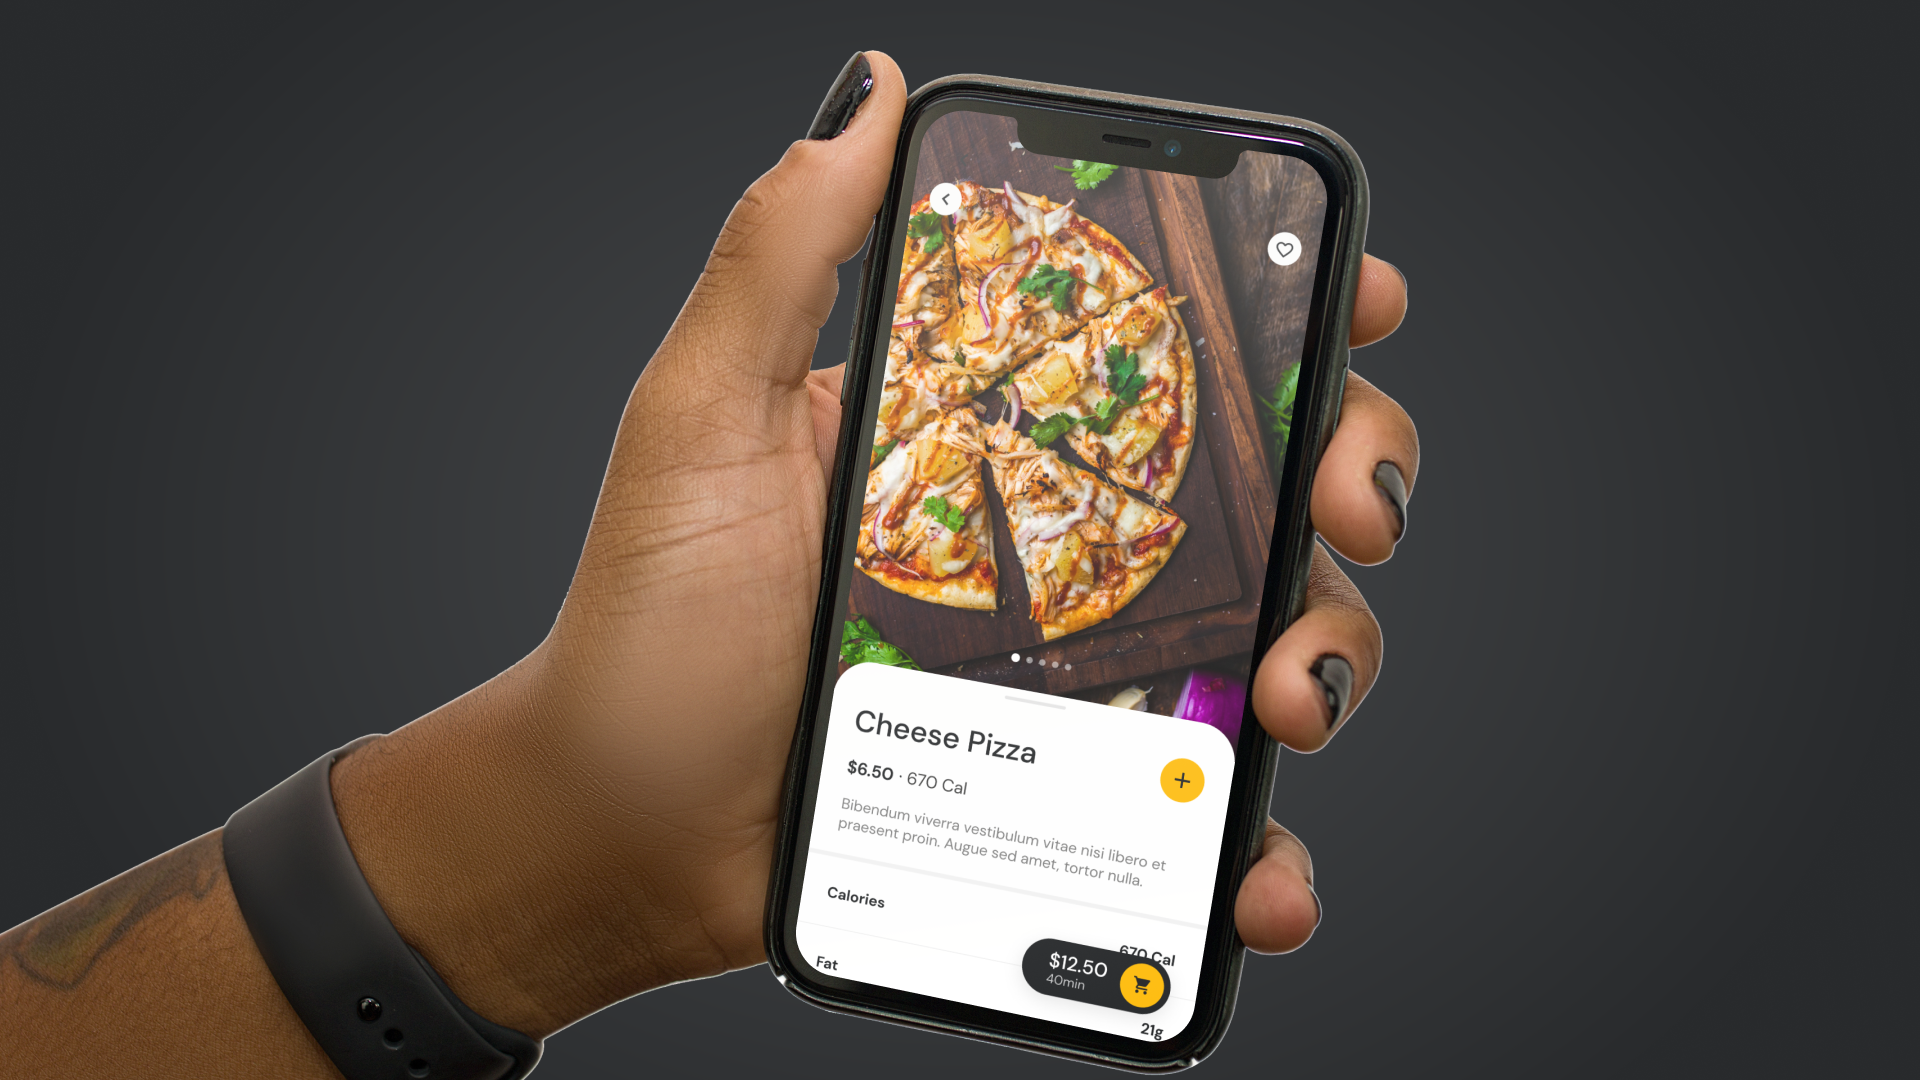 Cheese Pizza
$6.50 · 670 Cal
Bibendum viverra vestibulum vitae nisi libero et
praesent proin. Augue sed amet, tortor nulla.
Calories
670 Cal
$12.50
40min
Fat
21g